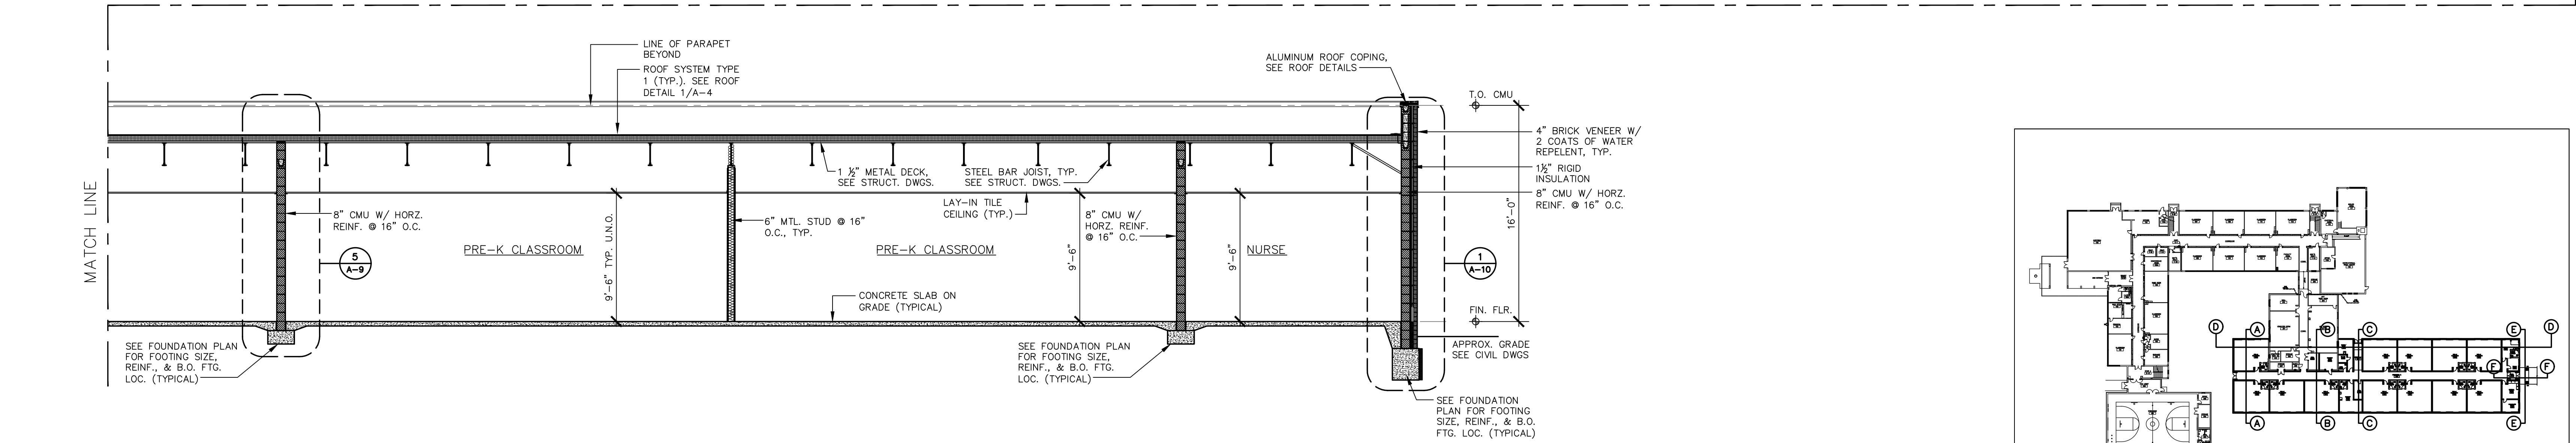 LINE OF PARAPET
BEYOND
ROOF SYSTEM TYPE
1 (TYP.). SEE ROOF
DETAIL 1/A-4
ALUMINUM ROOF COPING,
SEE ROOF DETAILS
T.O. CMU
4" BRICK VENEER W/
2 COATS OF WATER
REPELENT, TYP.
1½" RIGID
INSULATION
8" CMU W/ HORZ.
REINF. @ 16" O.C.
16'-0"
MATCH LINE
8" CMU W/ HORZ.
REINF. @ 16" O.C.
5
A-9
PRE-K CLASSROOM
9'-6" TYP. U.N.O.
6" MTL. STUD @ 16"
O.C., TYP.
1 ½" METAL DECK,
SEE STRUCT. DWGS.
STEEL BAR JOIST, TYP.
SEE STRUCT. DWGS.
LAY-IN TILE
CEILING (TYP.)
PRE-K CLASSROOM
9'-6"
8" CMU W/
HORZ. REINF.
@ 16" O.C.
9'-6"
NURSE
1
A-10
CONCRETE SLAB ON
GRADE (TYPICAL)
FIN. FLR.
APPROX. GRADE
SEE CIVIL DWGS
SEE FOUNDATION PLAN
FOR FOOTING SIZE,
REINF., & B.O. FTG.
LOC. (TYPICAL)
SEE FOUNDATION PLAN
FOR FOOTING SIZE,
REINF., & B.O. FTG.
LOC. (TYPICAL)
SEE FOUNDATION
PLAN FOR FOOTING
SIZE, REINF., & B.O.
FTG. LOC. (TYPICAL)
D
A
B
C
E
D
F
F
A
B
C
E